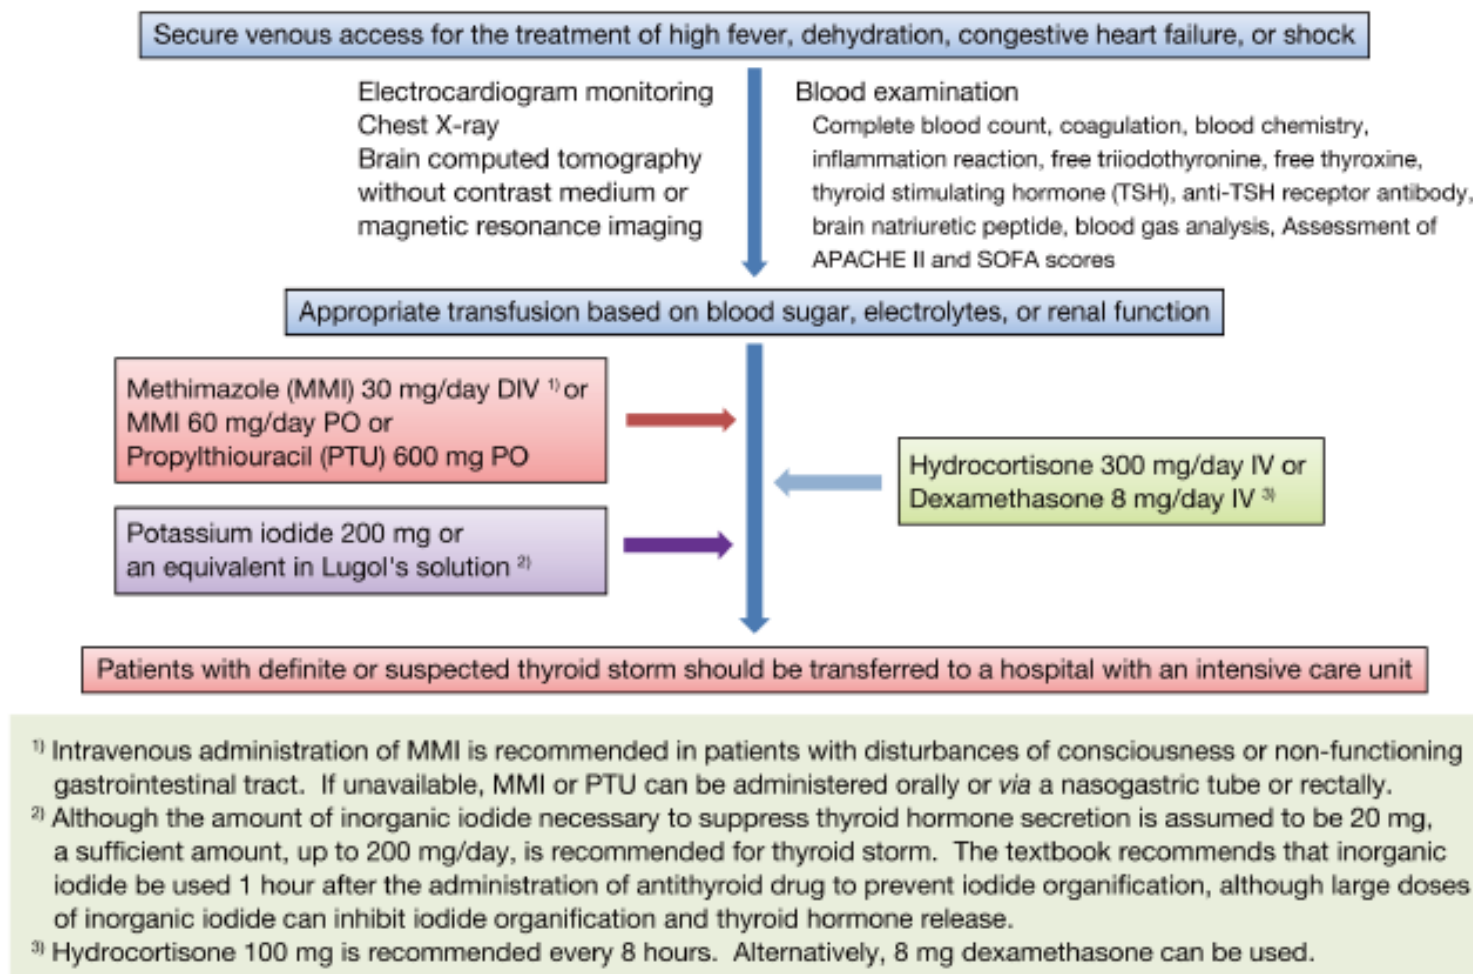 Secure venous access for the treatment of high fever, dehydration, congestive heart failure, or shock
Electrocardiogram monitoring
Chest X-ray
Brain computed tomography
without contrast medium or
magnetic resonance imaging
Blood examination
Complete blood count, coagulation, blood chemistry,
inflammation reaction, free triiodothyronine, free thyroxine,
thyroid stimulating hormone (TSH), anti-TSH receptor antibody,
brain natriuretic peptide, blood gas analysis, Assessment of
APACHE II and SOFA scores
Appropriate transfusion based on blood sugar, electrolytes, or renal function
Methimazole (MMI) 30 mg/day DIV 1) or
MMI 60 mg/day PO or
Propylthiouracil (PTU) 600 mg PO
Hydrocortisone 300 mg/day IV or
Dexamethasone 8 mg/day IV 3)
Potassium iodide 200 mg or
an equivalent in Lugol's solution 2)
Patients with definite or suspected thyroid storm should be transferred to a hospital with an intensive care unit
1) Intravenous administration of MMI is recommended in patients with disturbances of consciousness or non-functioning
gastrointestinal tract. If unavailable, MMI or PTU can be administered orally or via a nasogastric tube or rectally.
2) Although the amount of inorganic iodide necessary to suppress thyroid hormone secretion is assumed to be 20 mg,
a sufficient amount, up to 200 mg/day, is recommended for thyroid storm. The textbook recommends that inorganic
iodide be used 1 hour after the administration of antithyroid drug to prevent iodide organification, although large doses
of inorganic iodide can inhibit iodide organification and thyroid hormone release.
3) Hydrocortisone 100 mg is recommended every 8 hours. Alternatively, 8 mg dexamethasone can be used.